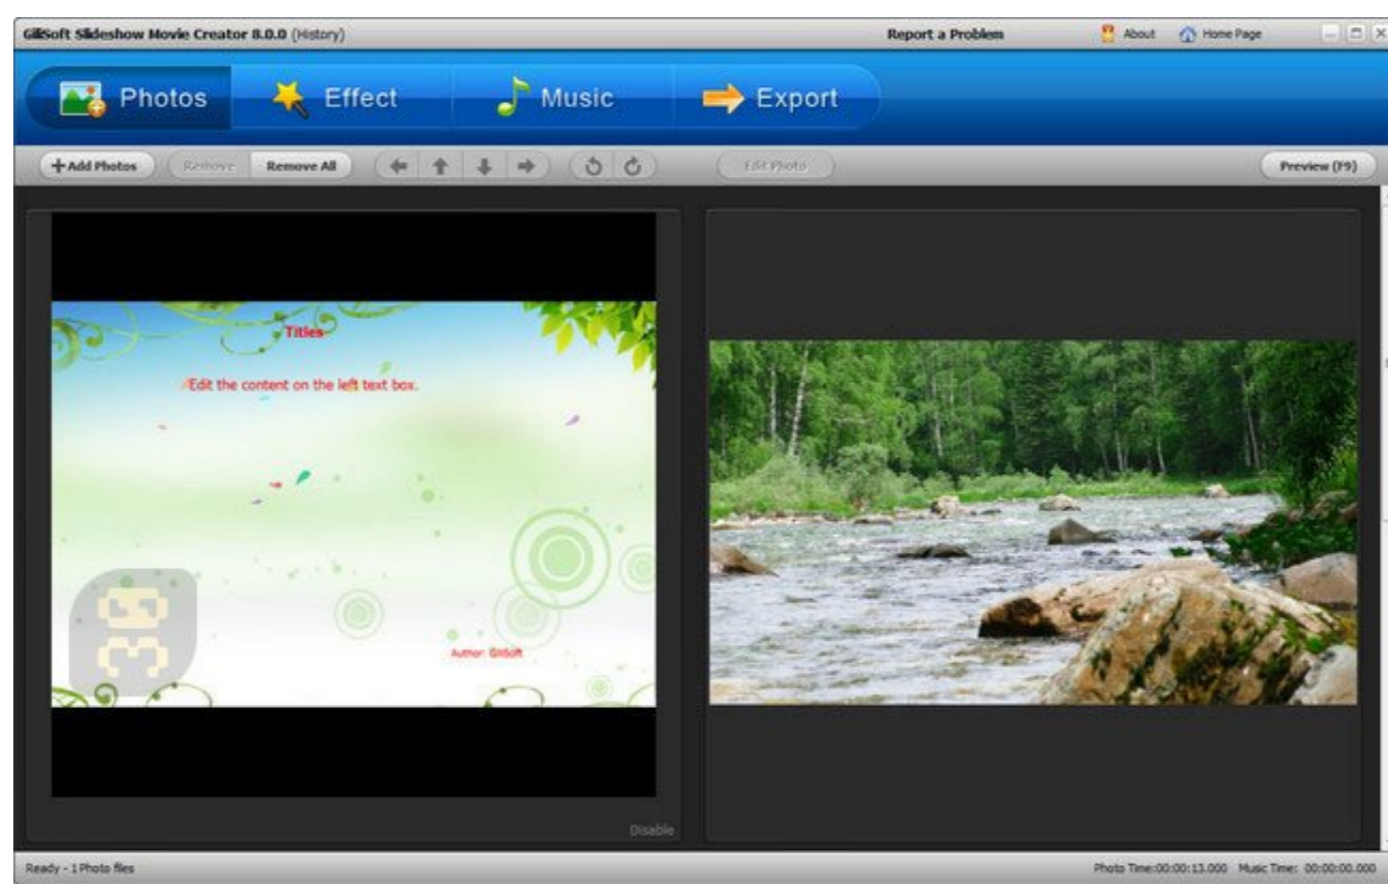 GiliSoft Slideshow Movie Creator 8.0.0 (History) Report a Problem About Home Page
Photos Effect Music Export
Add Photos Remove Remove All Edit Photo Preview (F9)
Titles
Edit the content on the left text box.
Author: GiliSoft
Disable
Ready - 1 Photo files Photo Time:00:00:13.000 Music Time: 00:00:00.000